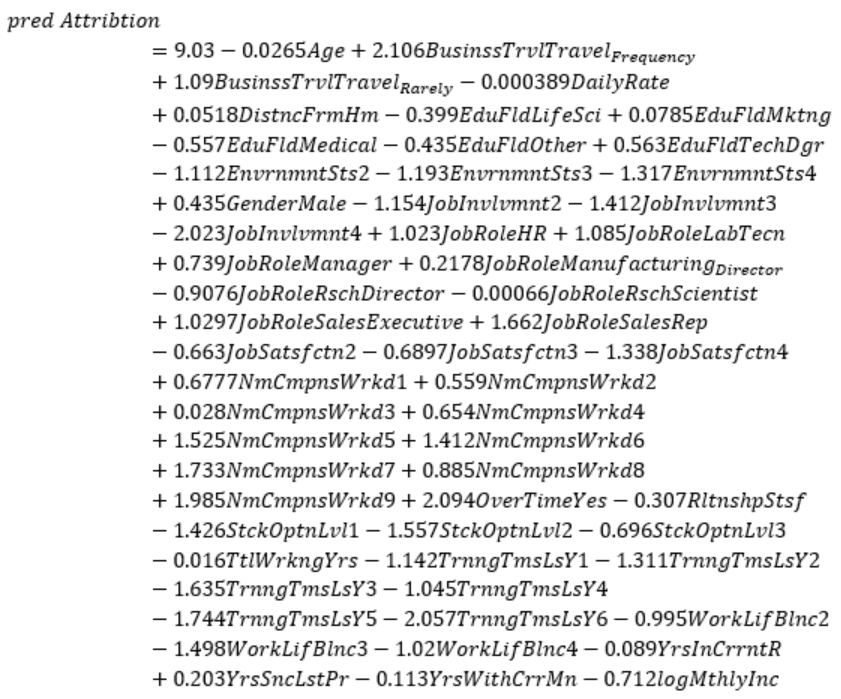 pred Attribtion
= 9.03 − 0.0265Age + 2.106BusinssTrvlTravel_Frequency
+ 1.09BusinssTrvlTravel_Rarely − 0.000389DailyRate
+ 0.0518DistncFrmHm − 0.399EduFldLifeSci + 0.0785EduFldMktng
− 0.557EduFldMedical − 0.435EduFldOther + 0.563EduFldTechDgr
− 1.112EnvrnmntSts2 − 1.193EnvrnmntSts3 − 1.317EnvrnmntSts4
+ 0.435GenderMale − 1.154JobInvlvmnt2 − 1.412JobInvlvmnt3
− 2.023JobInvlvmnt4 + 1.023JobRoleHR + 1.085JobRoleLabTecn
+ 0.739JobRoleManager + 0.2178JobRoleManufacturing_Director
− 0.9076JobRoleRschDirector − 0.00066JobRoleRschScientist
+ 1.0297JobRoleSalesExecutive + 1.662JobRoleSalesRep
− 0.663JobSatsfctn2 − 0.6897JobSatsfctn3 − 1.338JobSatsfctn4
+ 0.6777NmCmpnsWrkd1 + 0.559NmCmpnsWrkd2
+ 0.028NmCmpnsWrkd3 + 0.654NmCmpnsWrkd4
+ 1.525NmCmpnsWrkd5 + 1.412NmCmpnsWrkd6
+ 1.733NmCmpnsWrkd7 + 0.885NmCmpnsWrkd8
+ 1.985NmCmpnsWrkd9 + 2.094OverTimeYes − 0.307RltnshpStsf
− 1.426StckOptnLvl1 − 1.557StckOptnLvl2 − 0.696StckOptnLvl3
− 0.016TtlWrkngYrs − 1.142TrnngTmsLsY1 − 1.311TrnngTmsLsY2
− 1.635TrnngTmsLsY3 − 1.045TrnngTmsLsY4
− 1.744TrnngTmsLsY5 − 2.057TrnngTmsLsY6 − 0.995WorkLifBlnc2
− 1.498WorkLifBlnc3 − 1.02WorkLifBlnc4 − 0.089YrsInCrrntR
+ 0.203YrsSncLstPr − 0.113YrsWithCrrMn − 0.712logMthlyInc